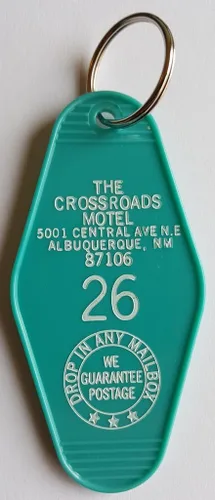 THE
CROSSROADS
MOTEL
5001 CENTRAL AVE N.E
ALBUQUERQUE, NM
87106
26
DROP IN ANY MAILBOX
WE
GUARANTEE
POSTAGE